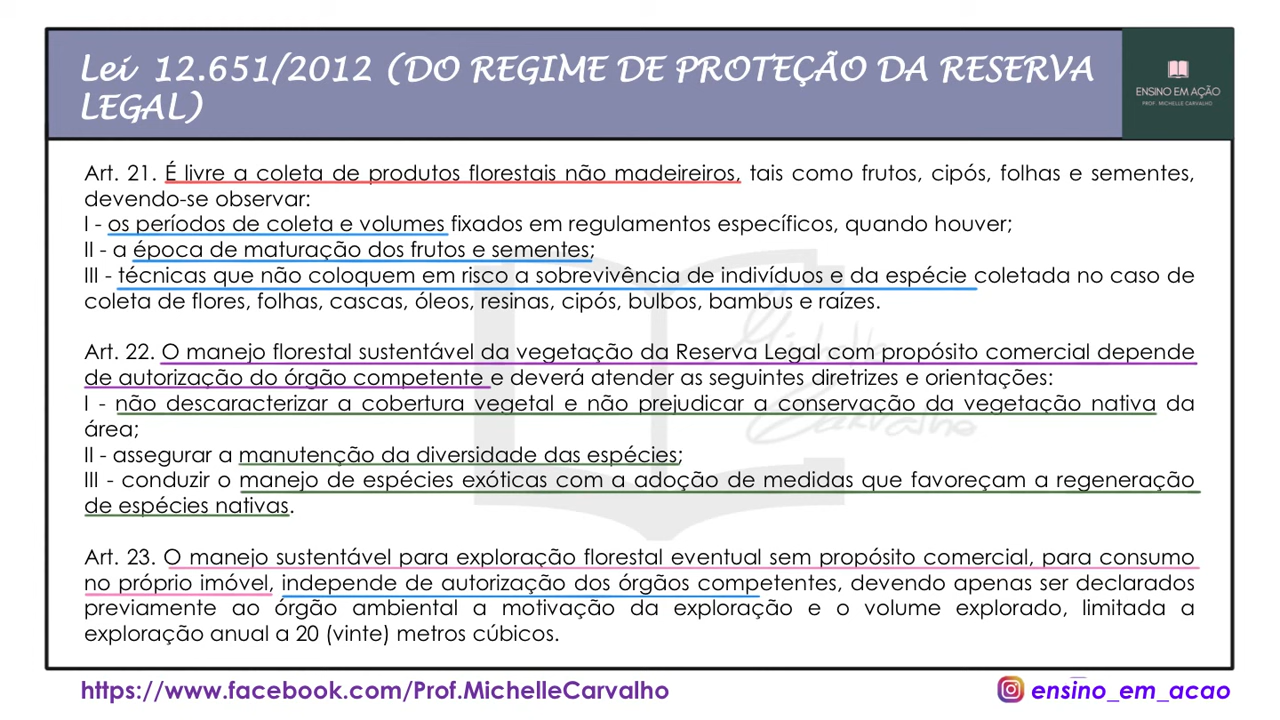 Lei 12.651/2012 (DO REGIME DE PROTEÇÃO DA RESERVA
LEGAL)
ENSINO EM AÇÃO
PROF. MICHELLE CARVALHO
Art. 21. É livre a coleta de produtos florestais não madeireiros, tais como frutos, cipós, folhas e sementes,
devendo-se observar:
I - os períodos de coleta e volumes fixados em regulamentos específicos, quando houver;
II - a época de maturação dos frutos e sementes;
III - técnicas que não coloquem em risco a sobrevivência de indivíduos e da espécie coletada no caso de
coleta de flores, folhas, cascas, óleos, resinas, cipós, bulbos, bambus e raízes.
Art. 22. O manejo florestal sustentável da vegetação da Reserva Legal com propósito comercial depende
de autorização do órgão competente e deverá atender as seguintes diretrizes e orientações:
I - não descaracterizar a cobertura vegetal e não prejudicar a conservação da vegetação nativa da
área;
II - assegurar a manutenção da diversidade das espécies;
III - conduzir o manejo de espécies exóticas com a adoção de medidas que favoreçam a regeneração
de espécies nativas.
Art. 23. O manejo sustentável para exploração florestal eventual sem propósito comercial, para consumo
no próprio imóvel, independe de autorização dos órgãos competentes, devendo apenas ser declarados
previamente ao órgão ambiental a motivação da exploração e o volume explorado, limitada a
exploração anual a 20 (vinte) metros cúbicos.
Michelle
Carvalho
https://www.facebook.com/Prof.MichelleCarvalho
ensino_em_acao